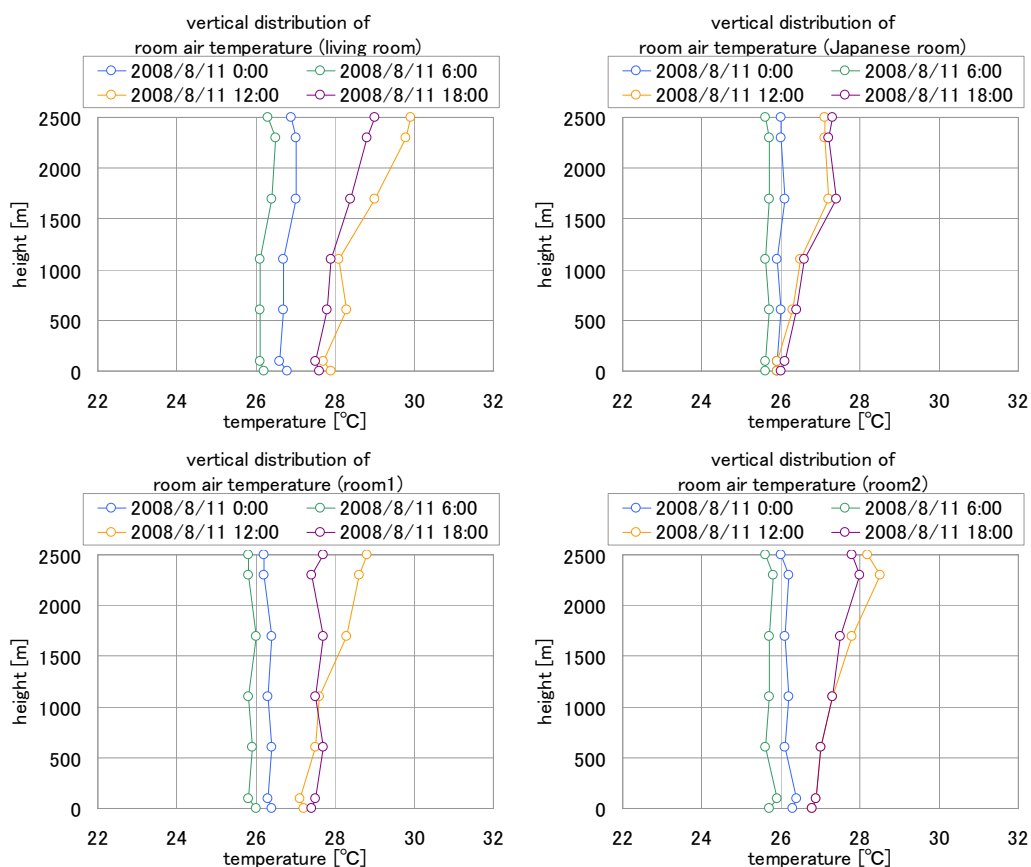 vertical distribution of
room air temperature (living room)
2008/8/11 0:00
2008/8/11 6:00
2008/8/11 12:00
2008/8/11 18:00
height [m]
2500
2000
1500
1000
500
0
22 24 26 28 30 32
temperature [℃]
vertical distribution of
room air temperature (Japanese room)
2008/8/11 0:00
2008/8/11 6:00
2008/8/11 12:00
2008/8/11 18:00
height [m]
2500
2000
1500
1000
500
0
22 24 26 28 30 32
temperature [℃]
vertical distribution of
room air temperature (room1)
2008/8/11 0:00
2008/8/11 6:00
2008/8/11 12:00
2008/8/11 18:00
height [m]
2500
2000
1500
1000
500
0
22 24 26 28 30 32
temperature [℃]
vertical distribution of
room air temperature (room2)
2008/8/11 0:00
2008/8/11 6:00
2008/8/11 12:00
2008/8/11 18:00
height [m]
2500
2000
1500
1000
500
0
22 24 26 28 30 32
temperature [℃]